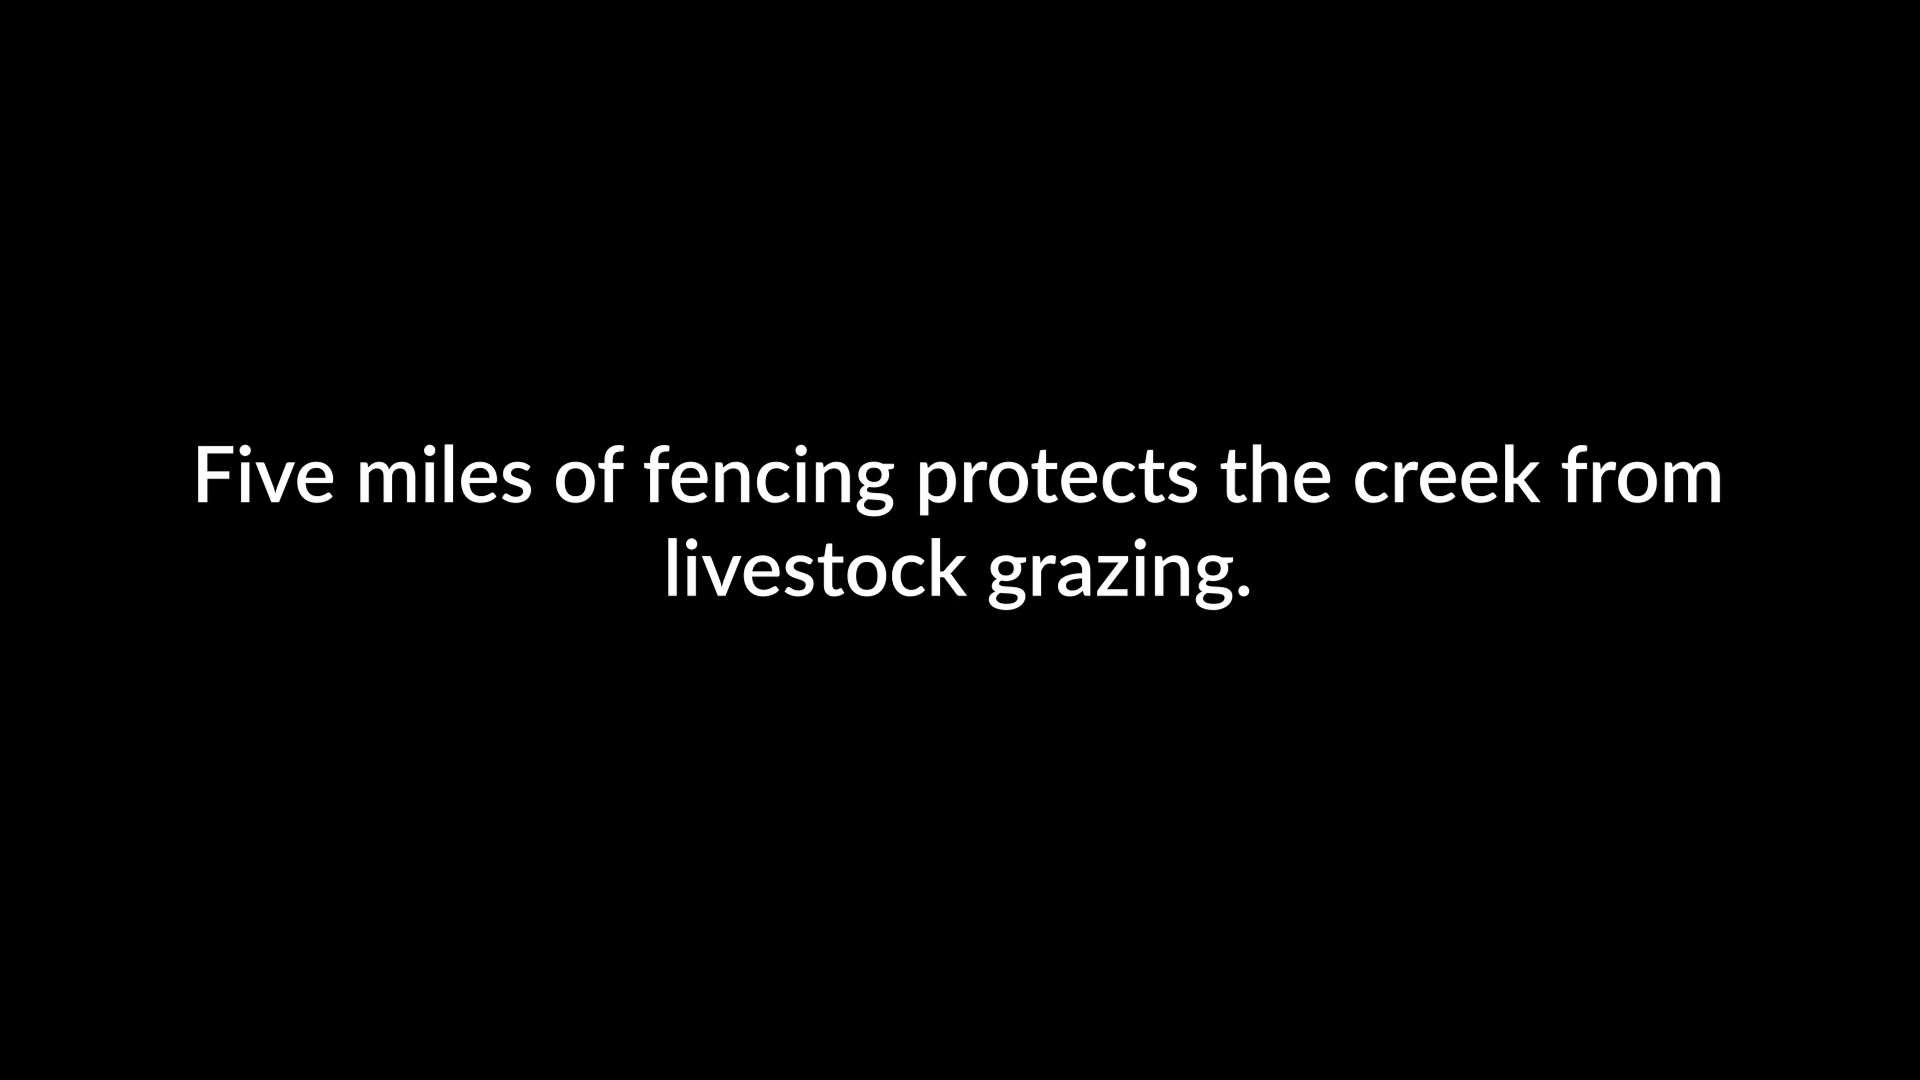 Five miles of fencing protects the creek from
livestock grazing.